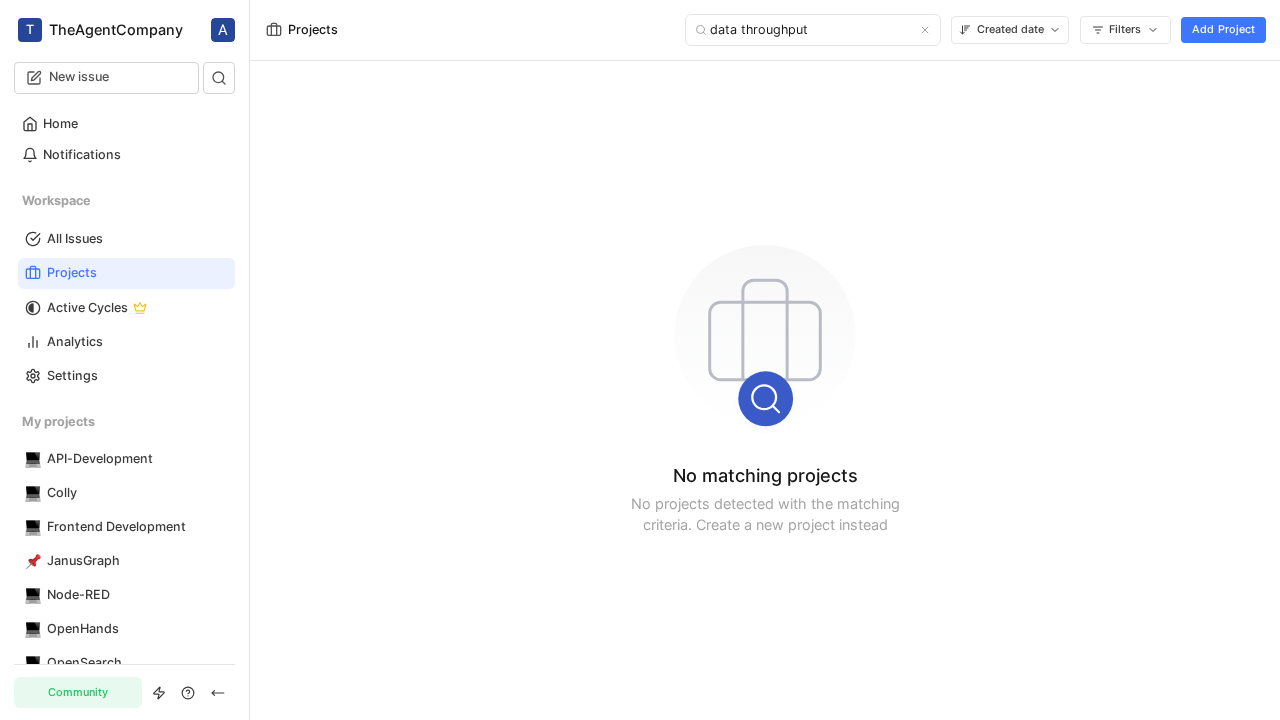 T TheAgentCompany A
New issue
Home
Notifications
Workspace
All Issues
Projects
Active Cycles
Analytics
Settings
My projects
API-Development
Colly
Frontend Development
JanusGraph
Node-RED
OpenHands
OpenSearch
Community
Projects
data throughput
Created date
Filters
Add Project
No matching projects
No projects detected with the matching
criteria. Create a new project instead